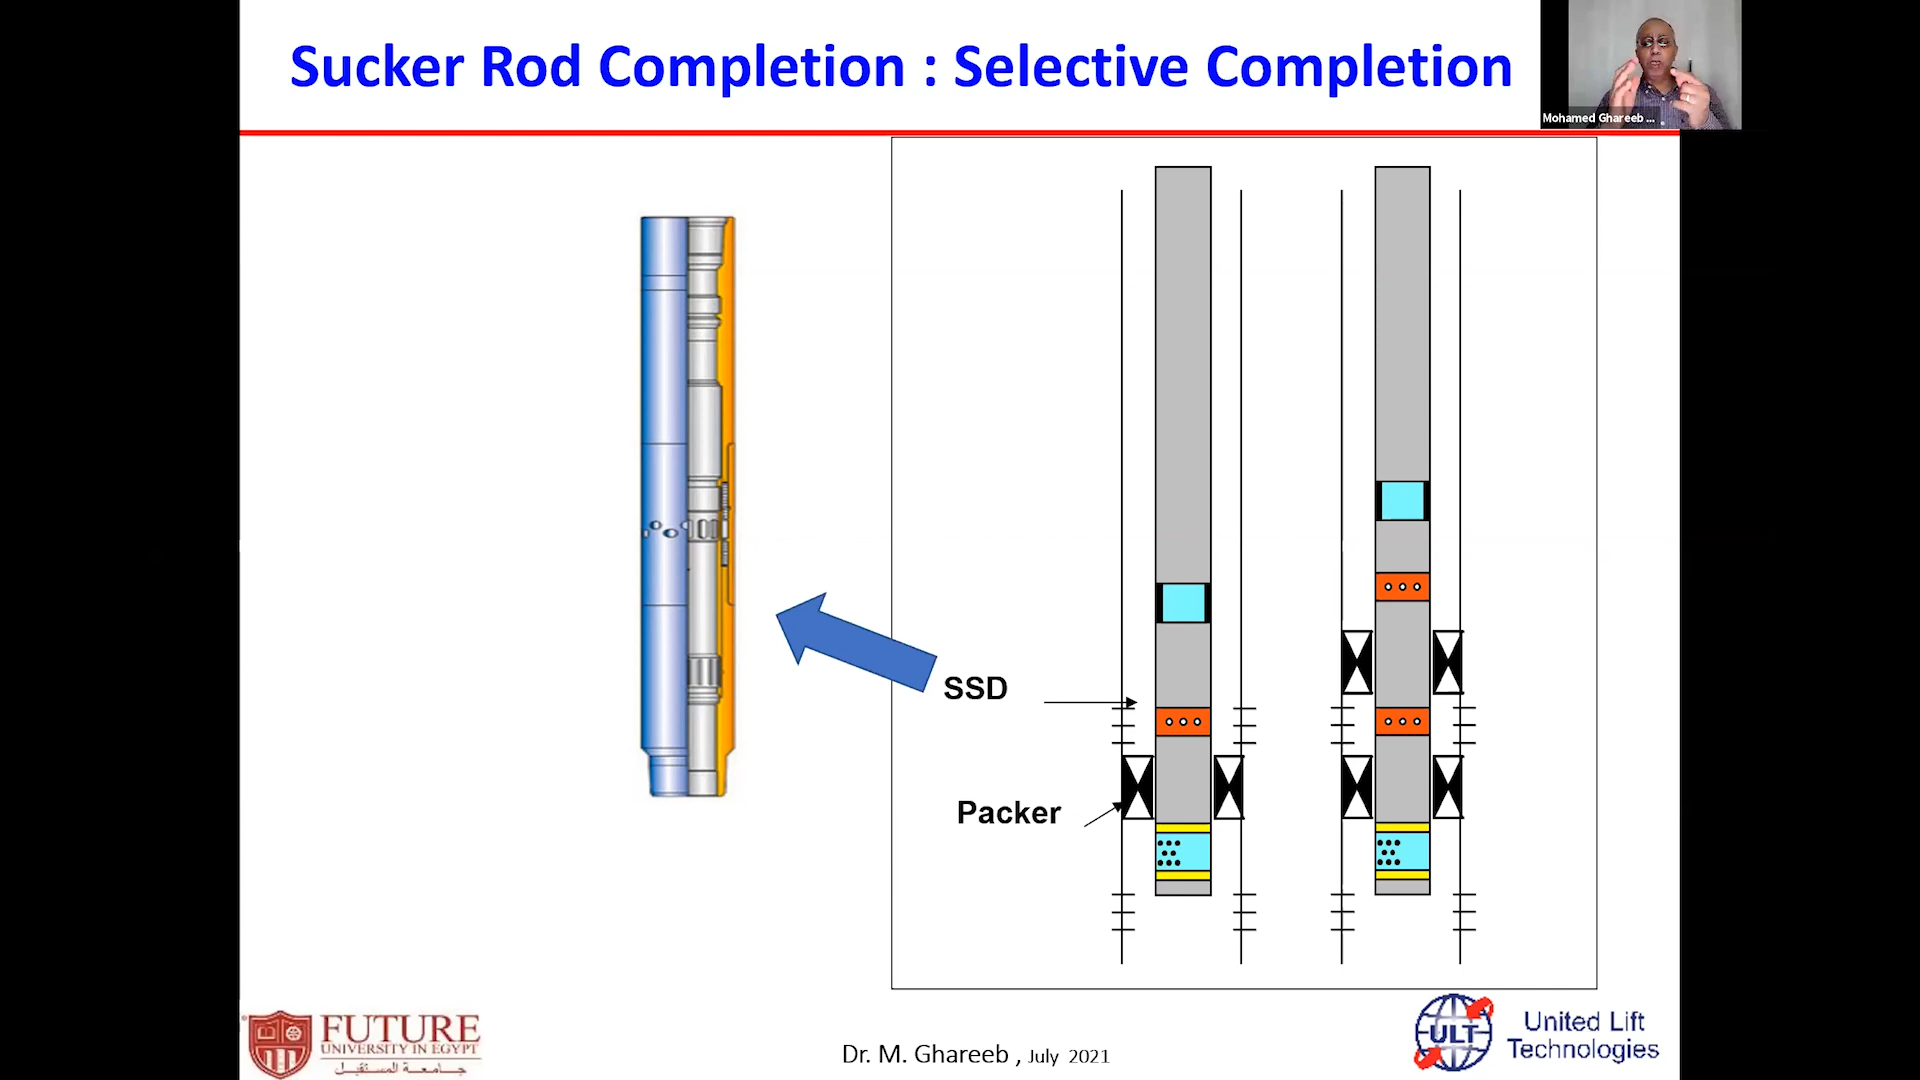 Sucker Rod Completion : Selective Completion
Mohamed Ghareeb ...
SSD
Packer
FUTURE
UNIVERSITY IN EGYPT
جامعة المستقبل
Dr. M. Ghareeb , July 2021
ULT
United Lift
Technologies